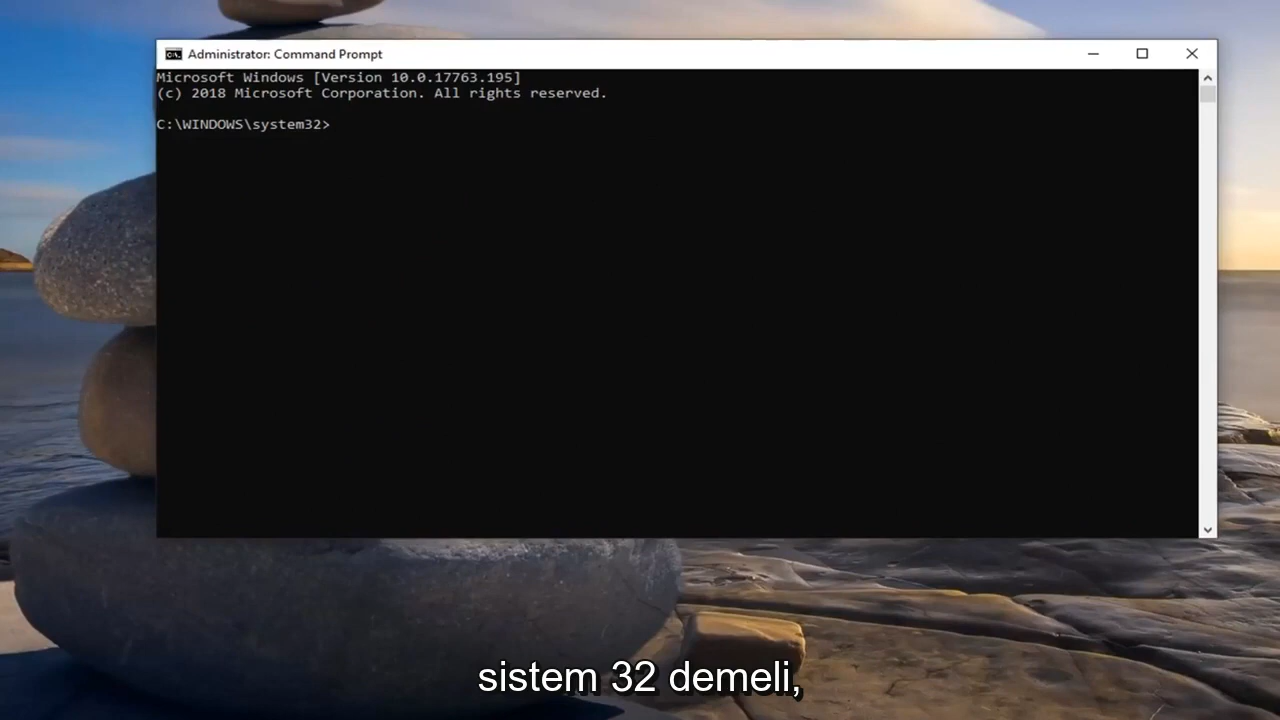 Administrator: Command Prompt
Microsoft Windows [Version 10.0.17763.195]
(c) 2018 Microsoft Corporation. All rights reserved.
C:\WINDOWS\system32>
sistem 32 demeli,